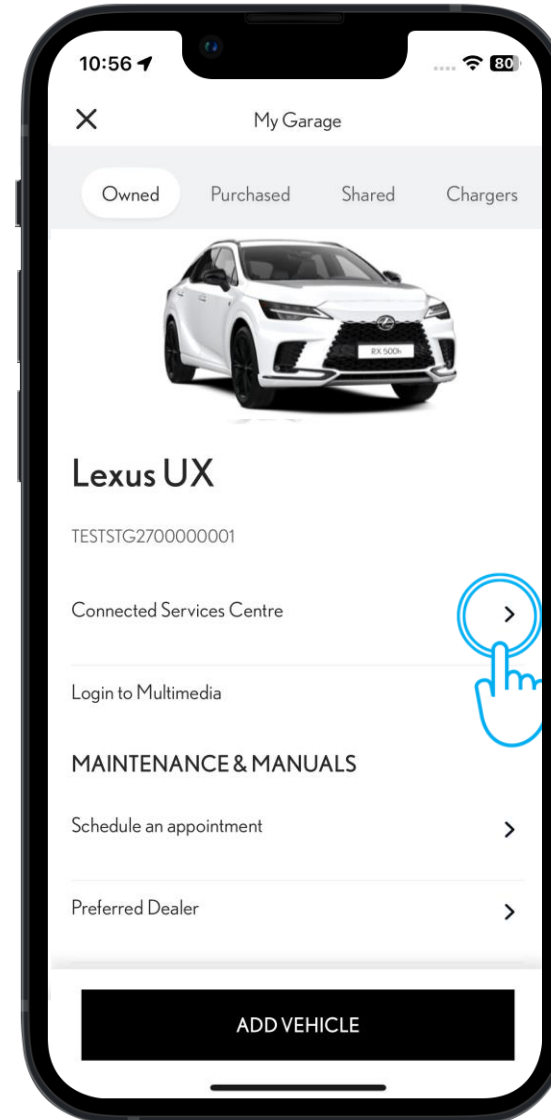 10:56
80
My Garage
Owned Purchased Shared Chargers
RX 500h
Lexus UX
TESTSTG2700000001
Connected Services Centre
Login to Multimedia
MAINTENANCE & MANUALS
Schedule an appointment
Preferred Dealer
ADD VEHICLE